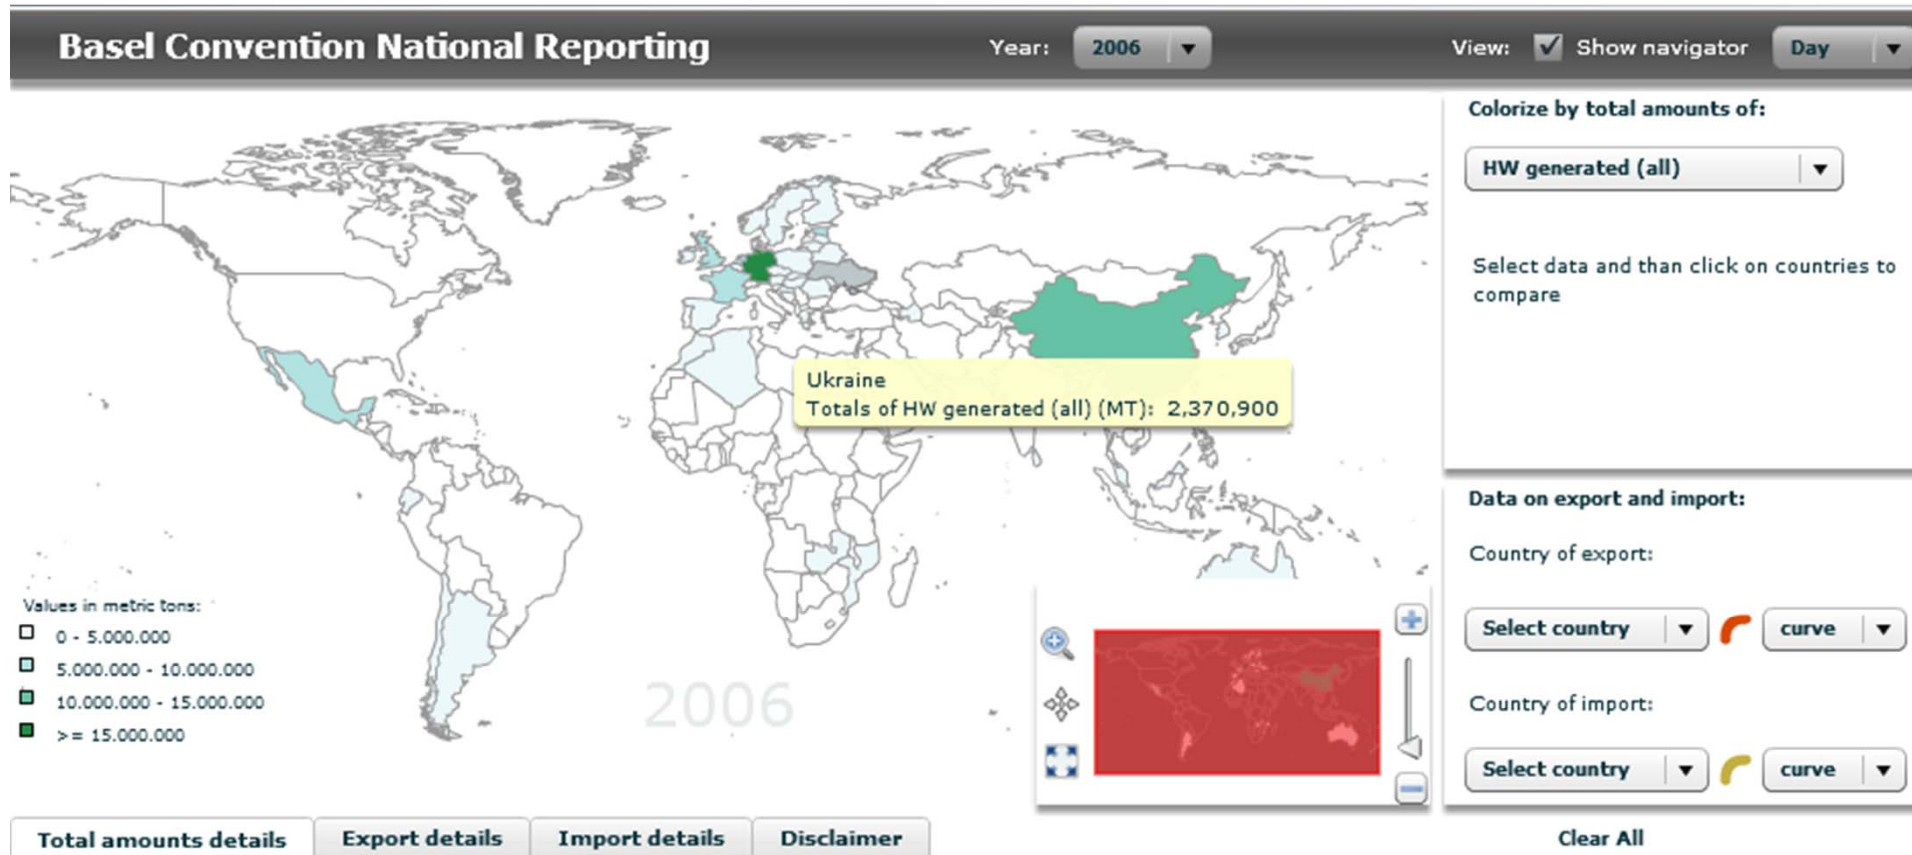 Basel Convention National Reporting
Year: 2006
View: Show navigator Day
Colorize by total amounts of:
HW generated (all)
Select data and than click on countries to
compare
Ukraine
Totals of HW generated (all) (MT): 2,370,900
Data on export and import:
Country of export:
Select country curve
Country of import:
Select country curve
Values in metric tons:
0 - 5.000.000
5.000.000 - 10.000.000
10.000.000 - 15.000.000
>= 15.000.000
2006
Total amounts details Export details Import details Disclaimer
Clear All